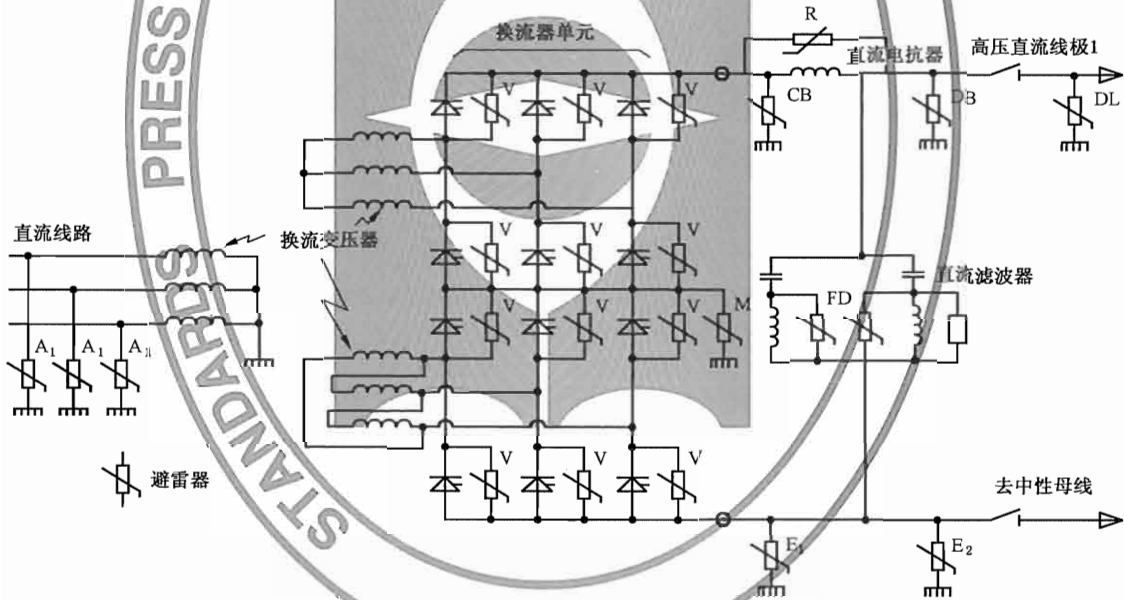 换流器单元
R
直流电抗器
高压直流线极1
V
V
V
CB
DB
DL
PRESS
直流线路
换流变压器
V
V
V
直流滤波器
V
V
V
M
FD
A₁
A₁
STANDARDS
V
V
V
避雷器
去中性母线
E₁
E₂